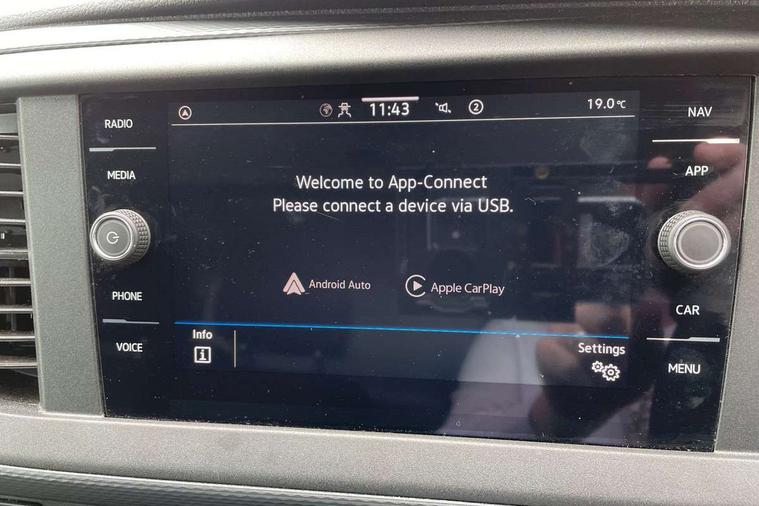 RADIO
MEDIA
PHONE
VOICE
11:43
2
19.0°C
Welcome to App-Connect
Please connect a device via USB.
Android Auto
Apple CarPlay
Info
i
Settings
NAV
APP
CAR
MENU